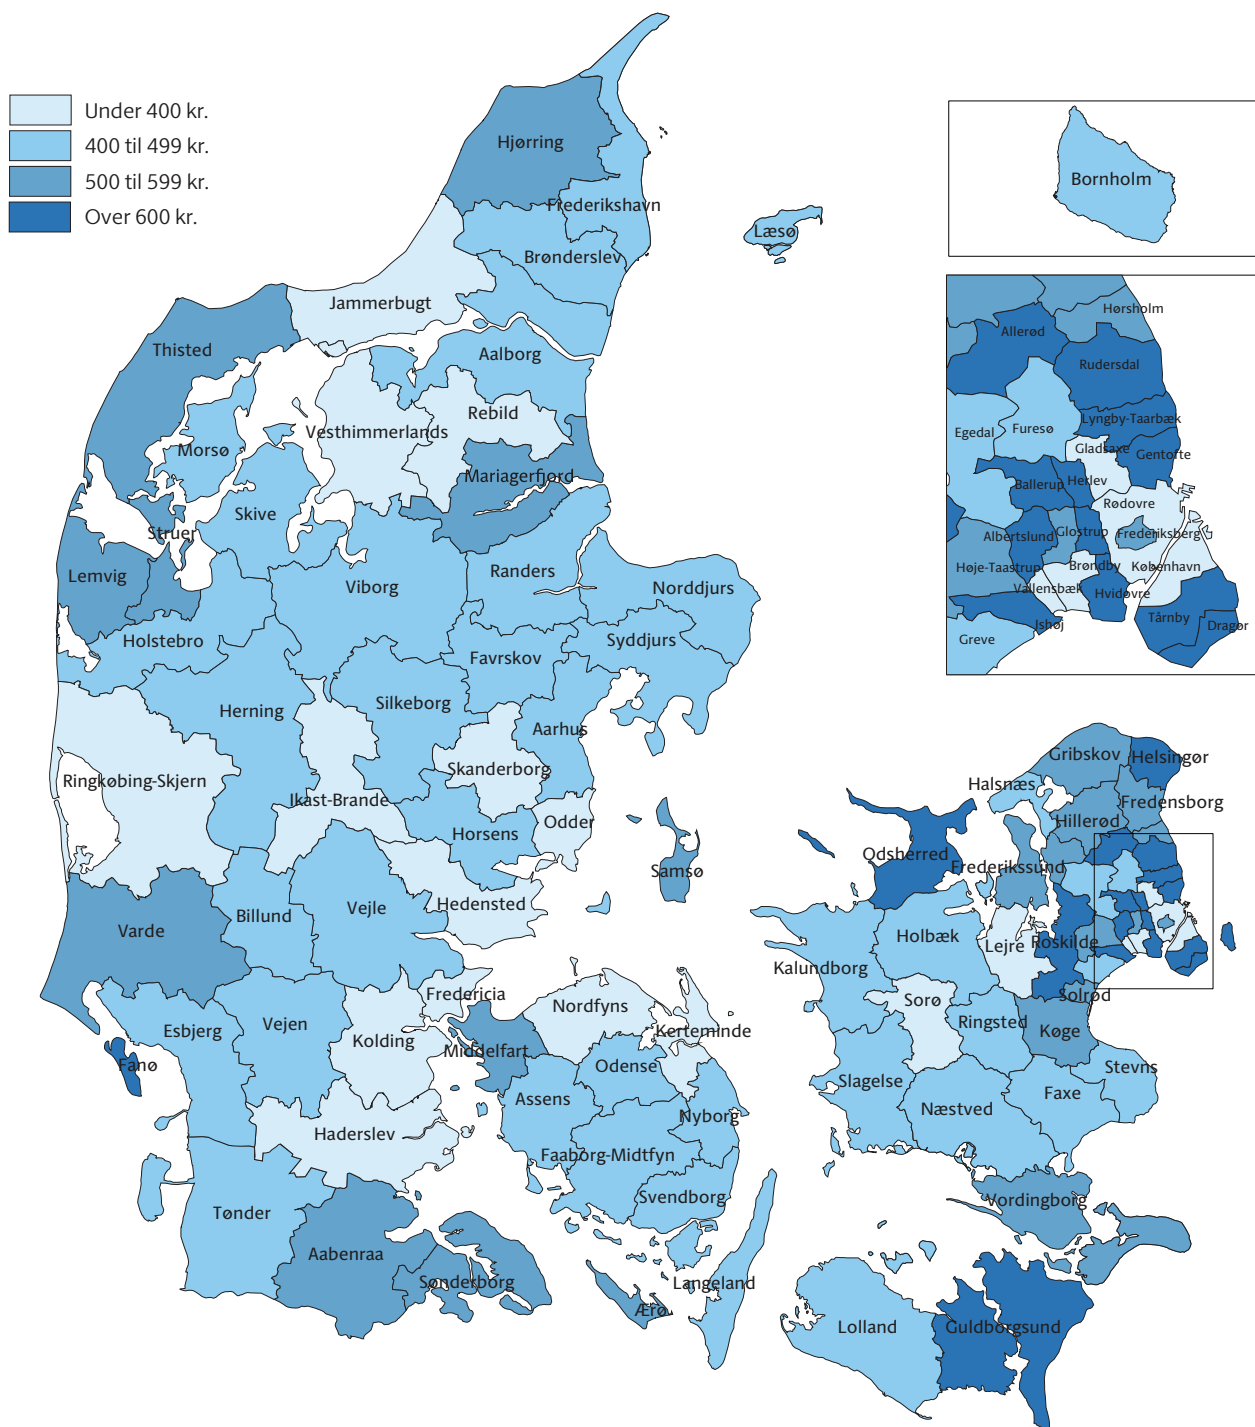 Under 400 kr.
400 til 499 kr.
500 til 599 kr.
Over 600 kr.
Hjørring
Frederikshavn
Læsø
Brønderslev
Jammerbugt
Thisted
Aalborg
Rebild
Vesthimmerlands
Morsø
Mariagerfjord
Skive
Struer
Lemvig
Viborg
Randers
Norddjurs
Holstebro
Favrskov
Syddjurs
Silkeborg
Herning
Aarhus
Skanderborg
Ringkøbing-Skjern
Ikast-Brande
Odder
Horsens
Samsø
Hedensted
Billund
Vejle
Varde
Fredericia
Esbjerg
Vejen
Kolding
Fanø
Haderslev
Tønder
Aabenraa
Sønderborg
Nordfyns
Kerteminde
Middelfart
Odense
Assens
Nyborg
Faaborg-Midtfyn
Svendborg
Langeland
Ærø
Bornholm
Hørsholm
Allerød
Rudersdal
Lyngby-Taarbæk
Egedal
Furesø
Gladsaxe
Gentofte
Ballerup
Herlev
Rødovre
Albertslund
Glostrup
Frederiksberg
Høje-Taastrup
Brøndby
København
Vallensbæk
Hvidovre
Tårnby
Dragør
Ishøj
Greve
Gribskov
Helsingør
Halsnæs
Fredensborg
Hillerød
Odsherred
Frederikssund
Holbæk
Lejre
Roskilde
Kalundborg
Solrød
Sorø
Ringsted
Køge
Stevns
Slagelse
Næstved
Faxe
Vordingborg
Lolland
Guldborgsund